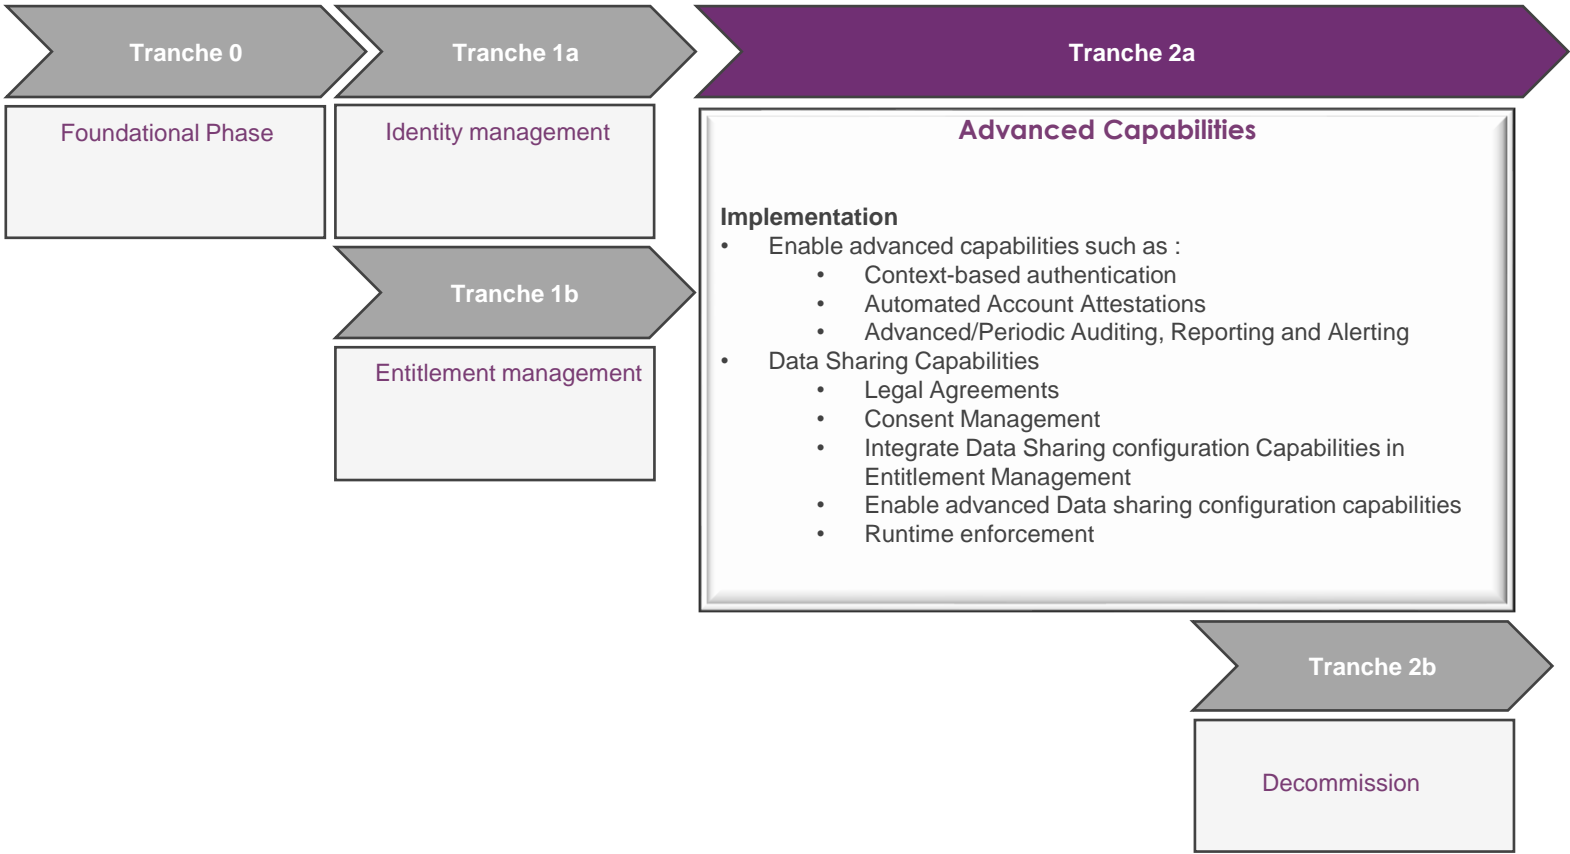 Tranche 0
Tranche 1a
Tranche 2a
Foundational Phase
Identity management
Advanced Capabilities
Implementation
• Enable advanced capabilities such as :
• Context-based authentication
• Automated Account Attestations
• Advanced/Periodic Auditing, Reporting and Alerting
• Data Sharing Capabilities
• Legal Agreements
• Consent Management
• Integrate Data Sharing configuration Capabilities in
Entitlement Management
• Enable advanced Data sharing configuration capabilities
• Runtime enforcement
Tranche 1b
Entitlement management
Tranche 2b
Decommission